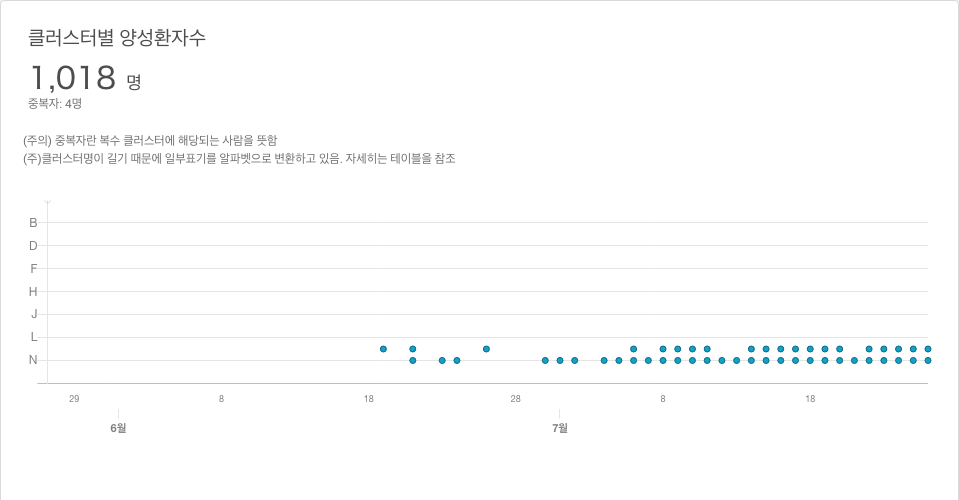 클러스터별 양성환자수
1,018 명
중복자: 4명
(주의) 중복자란 복수 클러스터에 해당되는 사람을 뜻함
(주)클러스터명이 길기 때문에 일부표기를 알파벳으로 변환하고 있음. 자세히는 테이블을 참조
B
D
F
H
J
L
N
29 8 18 28 8 18
6월 7월